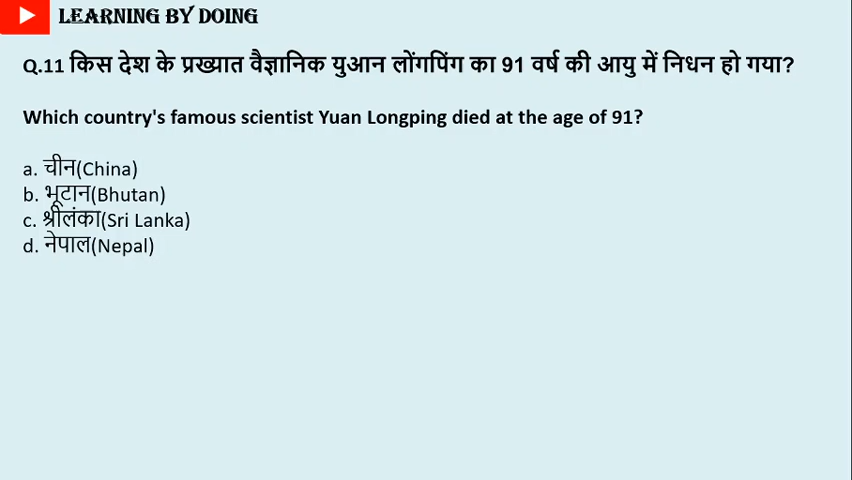 LEARNING BY DOING
Q.11 किस देश के प्रख्यात वैज्ञानिक युआन लोंगपिंग का 91 वर्ष की आयु में निधन हो गया?
Which country's famous scientist Yuan Longping died at the age of 91?
a. चीन(China)
b. भूटान(Bhutan)
c. श्रीलंका(Sri Lanka)
d. नेपाल(Nepal)